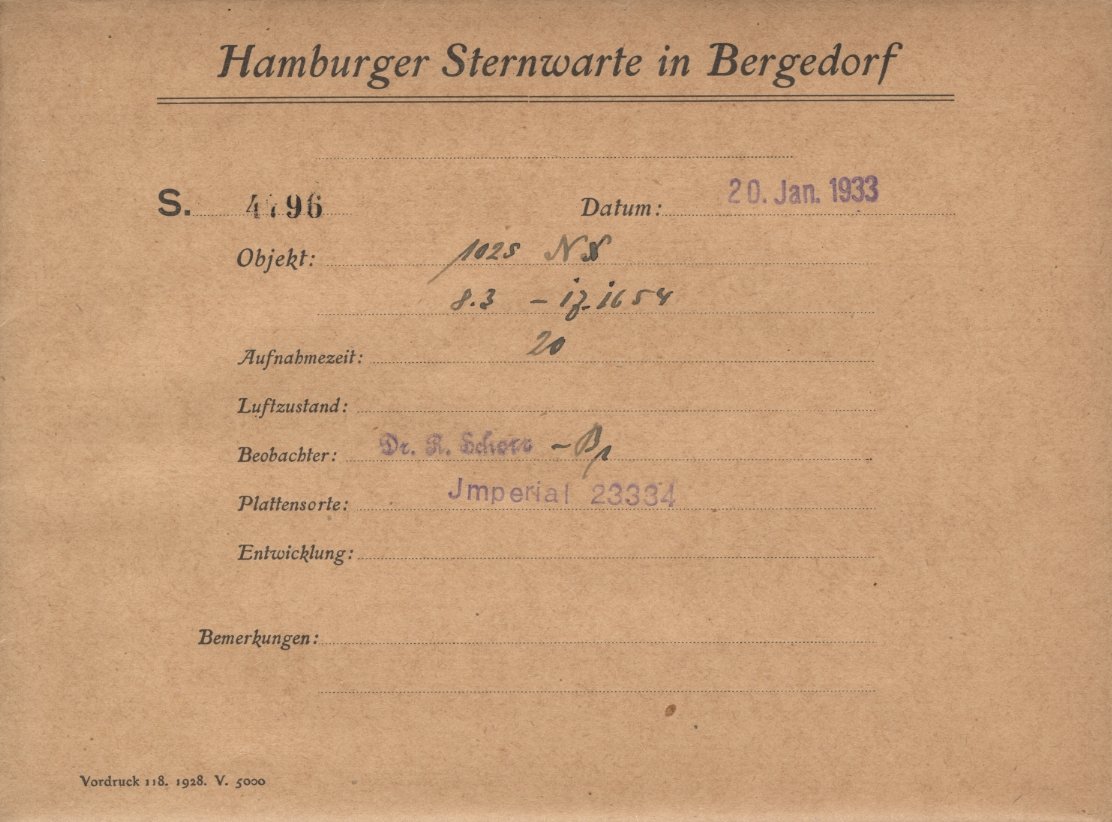 Hamburger Sternwarte in Bergedorf
S. 4796 Datum: 20. Jan. 1933
Objekt: 1025 NX
8.3
Aufnahmezeit: 20
Luftzustand:
Beobachter: Dr. R. Schorr
Plattensorte: Jmperial 23334
Entwicklung:
Bemerkungen:
Vordruck 118. 1928. V. 5000